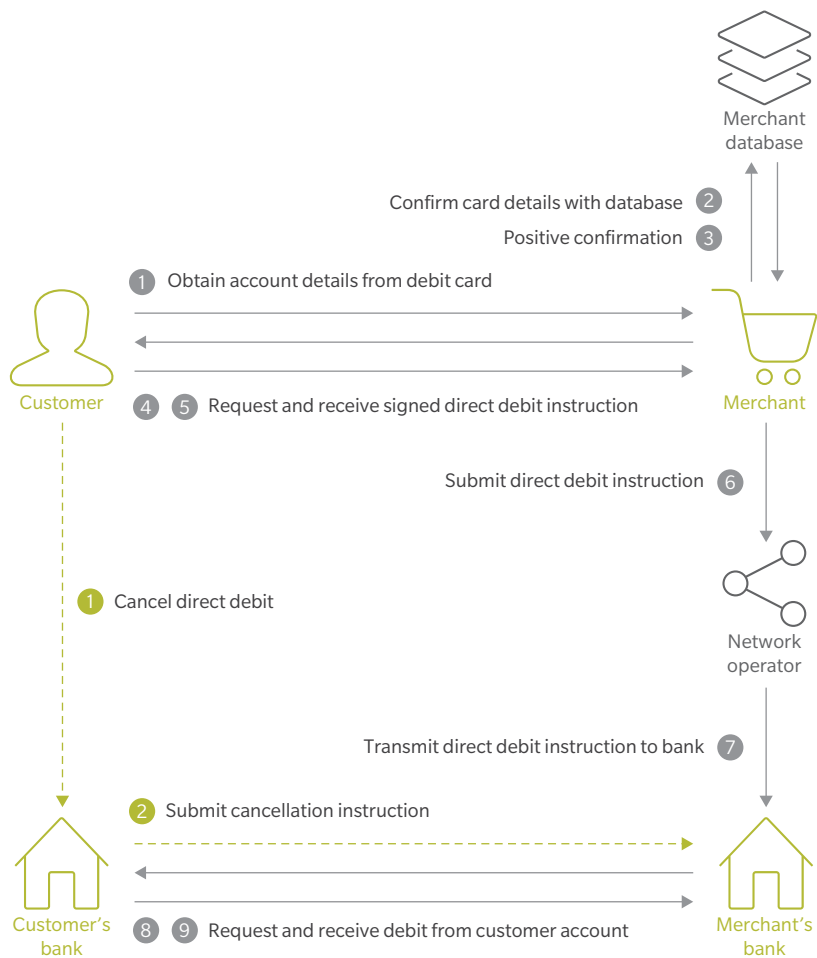 Merchant
database
Confirm card details with database 2
Positive confirmation 3
1 Obtain account details from debit card
Customer
4 5 Request and receive signed direct debit instruction
Merchant
Submit direct debit instruction 6
1 Cancel direct debit
Network
operator
Transmit direct debit instruction to bank 7
2 Submit cancellation instruction
Customer’s
bank
8 9 Request and receive debit from customer account
Merchant’s
bank